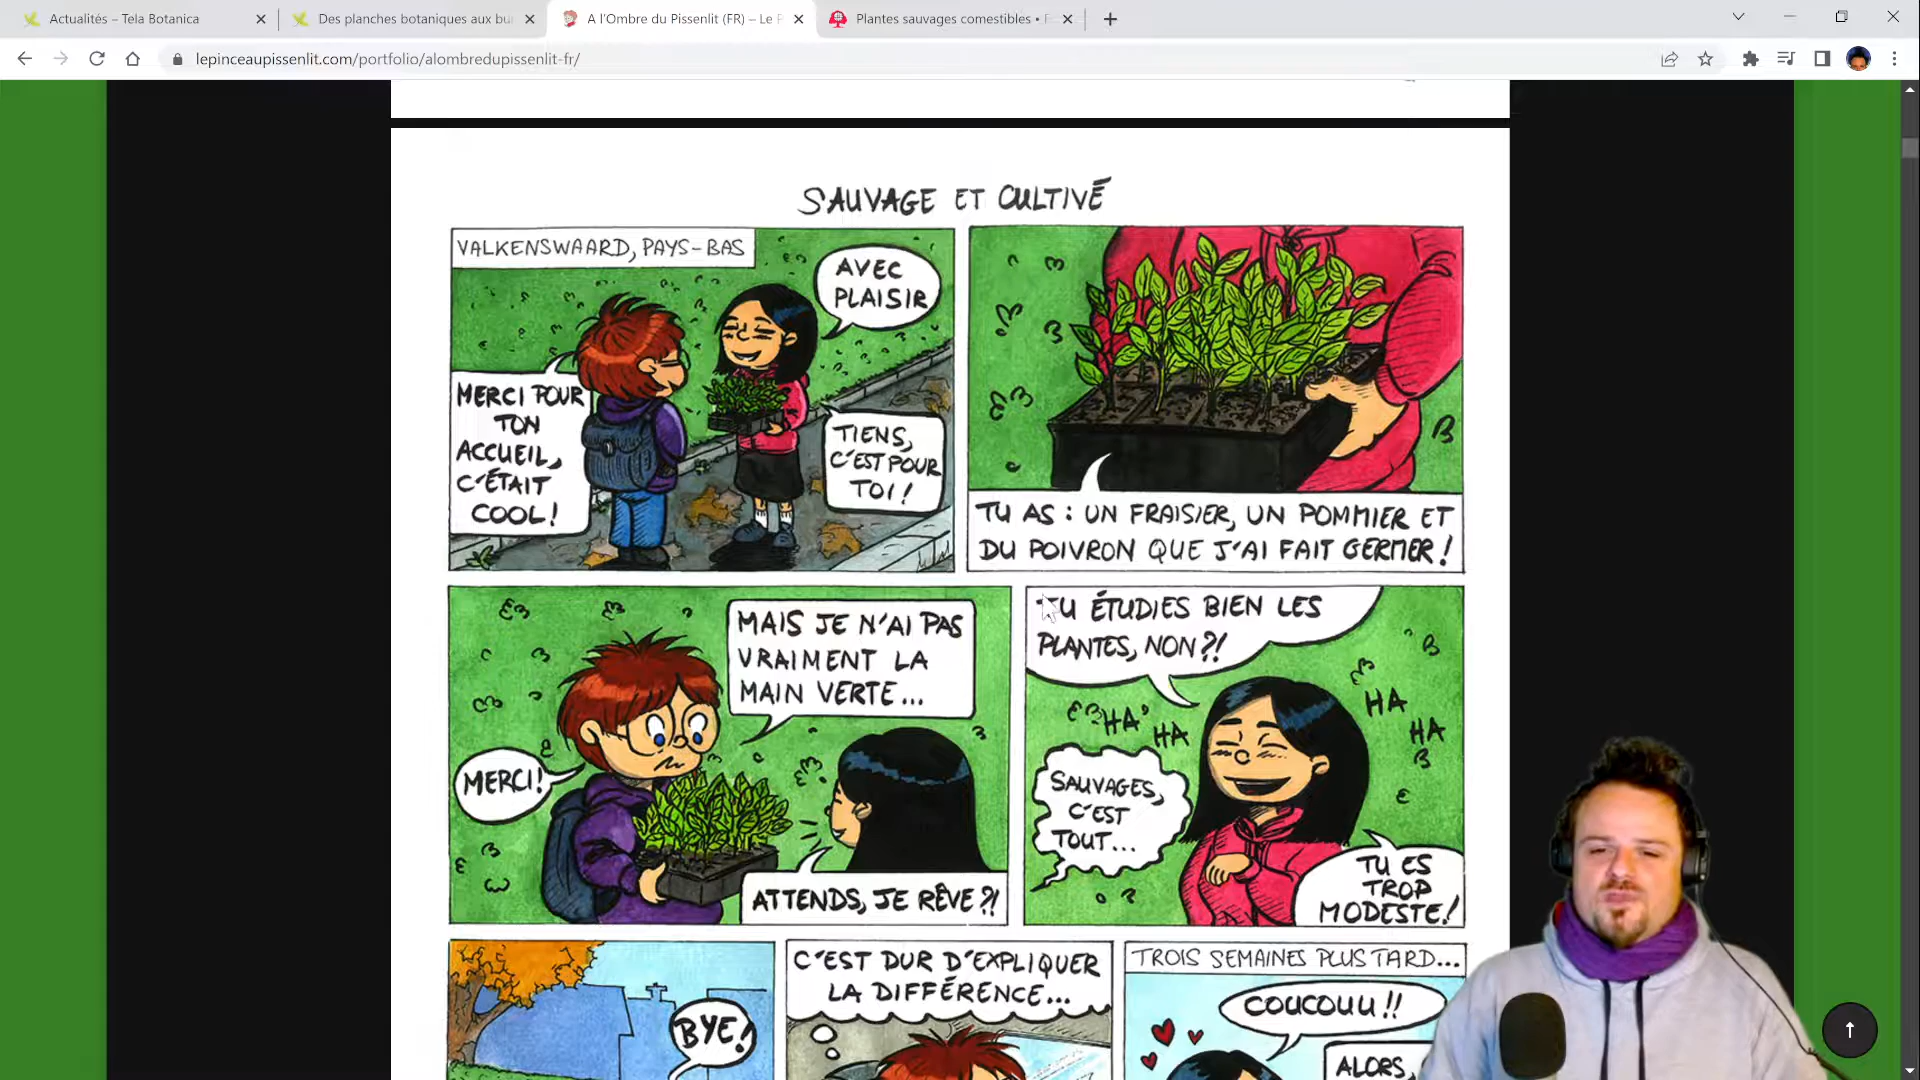 Actualités – Tela Botanica
Des planches botaniques aux bu
A l'Ombre du Pissenlit (FR) – Le P
Plantes sauvages comestibles •
lepinceaupissenlit.com/portfolio/alombredupissenlit-fr/
SAUVAGE ET CULTIVÉ
VALKENSWAARD, PAYS-BAS
AVEC
PLAISIR
MERCI POUR
TON
ACCUEIL,
C'ÉTAIT
COOL!
TIENS,
C'EST POUR
TOI!
TU AS : UN FRAISIER, UN POMMIER ET
DU POIVRON QUE J'AI FAIT GERMER!
MERCI!
MAIS JE N'AI PAS
VRAIMENT LA
MAIN VERTE...
ATTENDS, JE RÊVE?!
TU ÉTUDIES BIEN LES
PLANTES, NON?!
HA
HA
HA
HA
SAUVAGES,
C'EST
TOUT...
TU ES
TROP
MODESTE!
BYE!
C'EST DUR D'EXPLIQUER
LA DIFFÉRENCE...
TROIS SEMAINES PLUS TARD...
COUCOUU!!
ALORS,